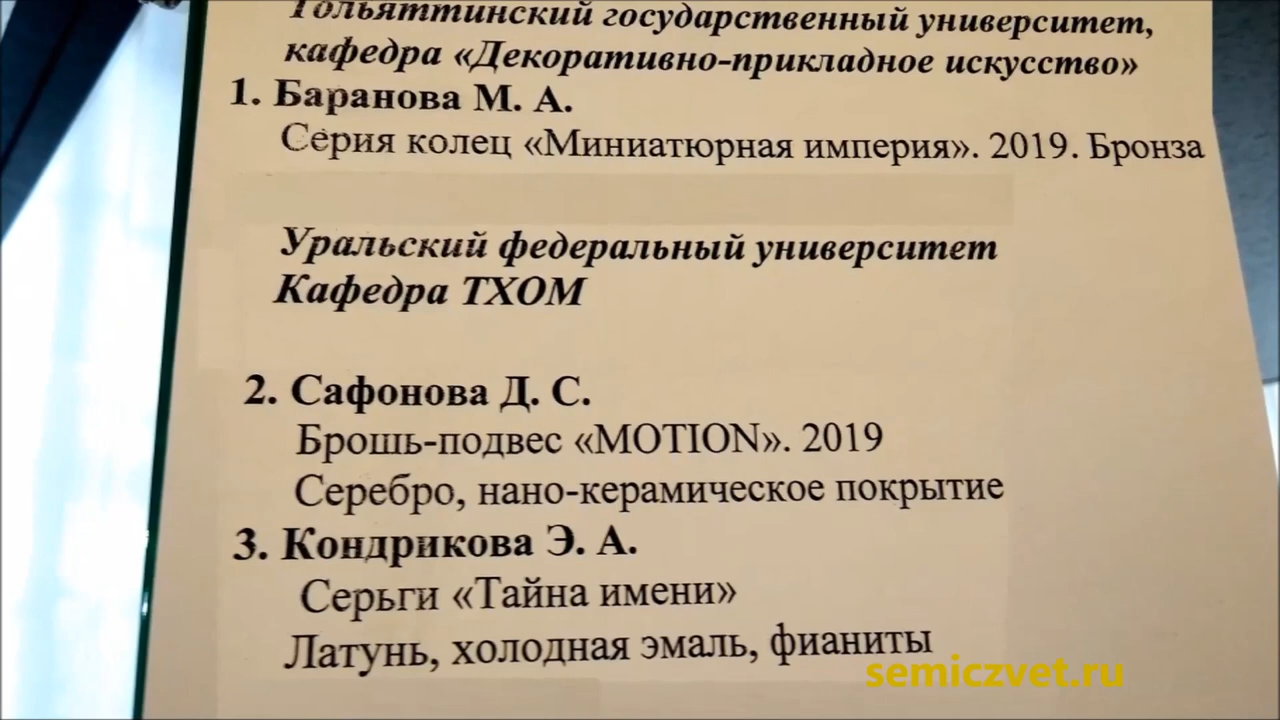 Тольяттинский государственный университет,
кафедра «Декоративно-прикладное искусство»
1. Баранова М. А.
Серия колец «Миниатюрная империя». 2019. Бронза
Уральский федеральный университет
Кафедра ТХОМ
2. Сафонова Д. С.
Брошь-подвес «MOTION». 2019
Серебро, нано-керамическое покрытие
3. Кондрикова Э. А.
Серьги «Тайна имени»
Латунь, холодная эмаль, фианиты
semiczvet.ru